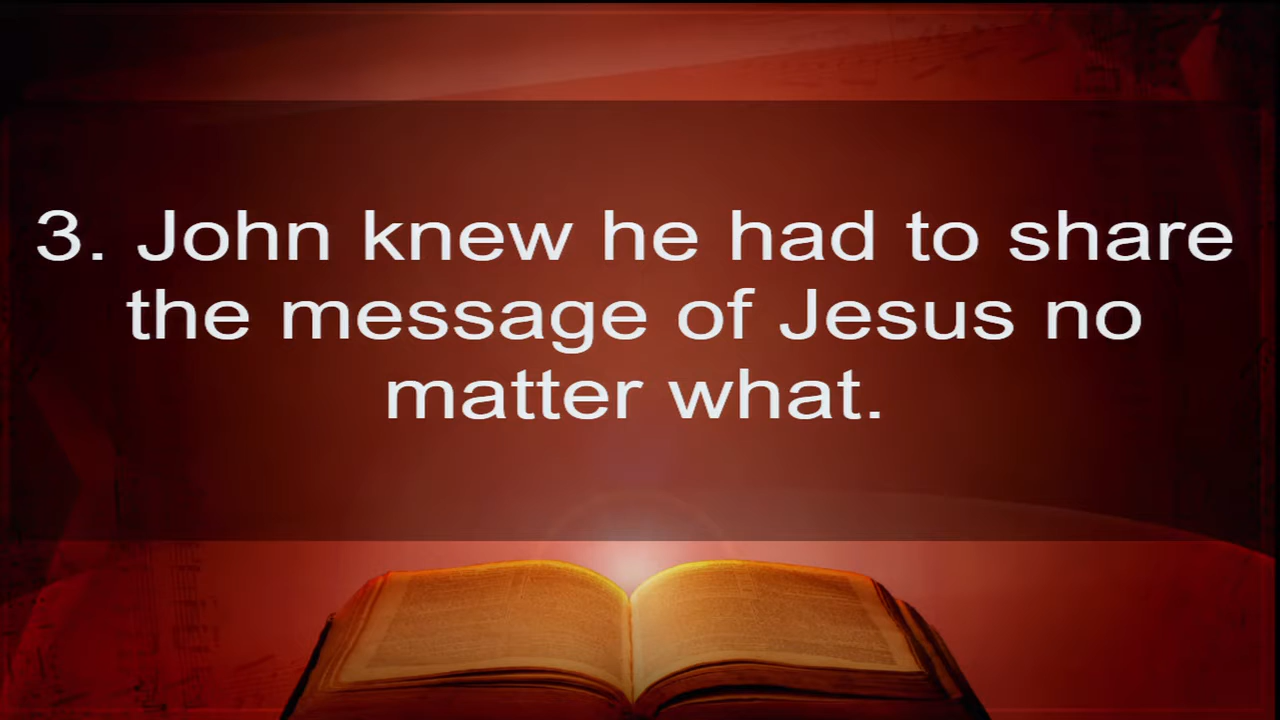 3. John knew he had to share
the message of Jesus no
matter what.